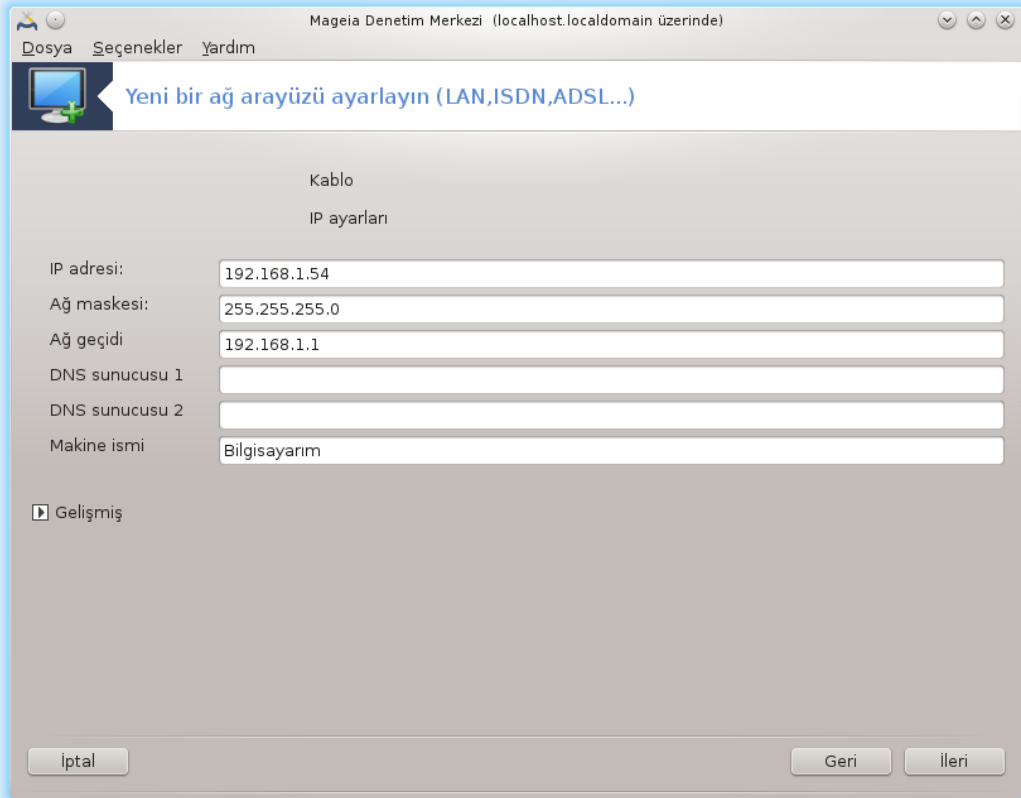 Mageia Denetim Merkezi (localhost.localdomain üzerinde)
Dosya Seçenekler Yardım
Yeni bir ağ arayüzü ayarlayın (LAN,ISDN,ADSL...)
Kablo
IP ayarları
IP adresi: 192.168.1.54
Ağ maskesi: 255.255.255.0
Ağ geçidi 192.168.1.1
DNS sunucusu 1
DNS sunucusu 2
Makine ismi Bilgisayarım
Gelişmiş
İptal Geri İleri